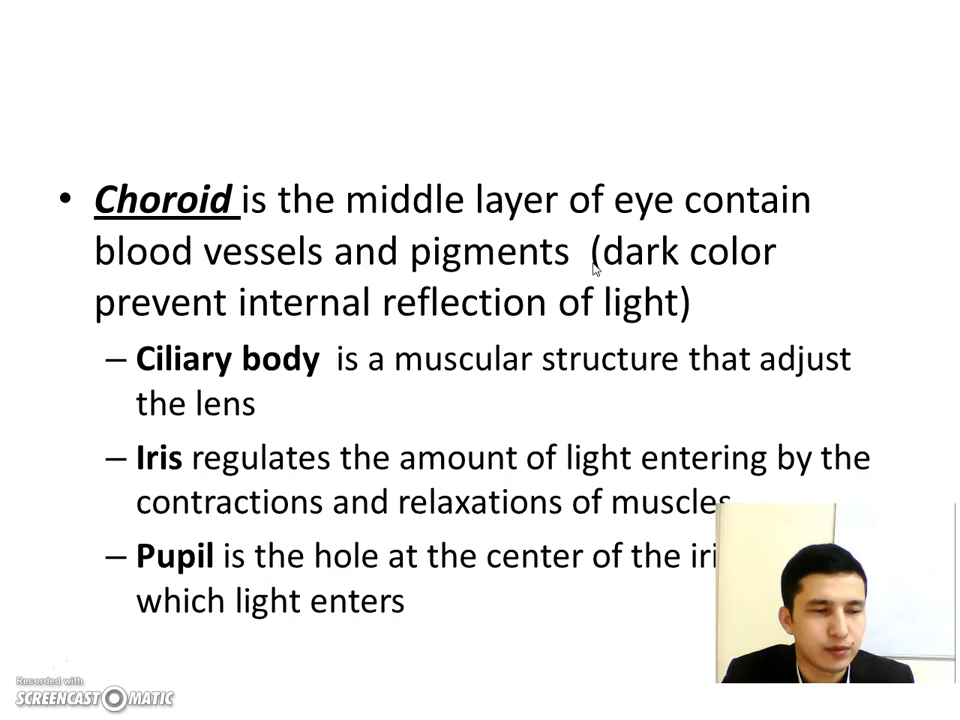 • Choroid is the middle layer of eye contain
blood vessels and pigments (dark color
prevent internal reflection of light)
– Ciliary body is a muscular structure that adjust
the lens
– Iris regulates the amount of light entering by the
contractions and relaxations of muscles
– Pupil is the hole at the center of the
which light enters
Recorded with
SCREENCAST-O-MATIC